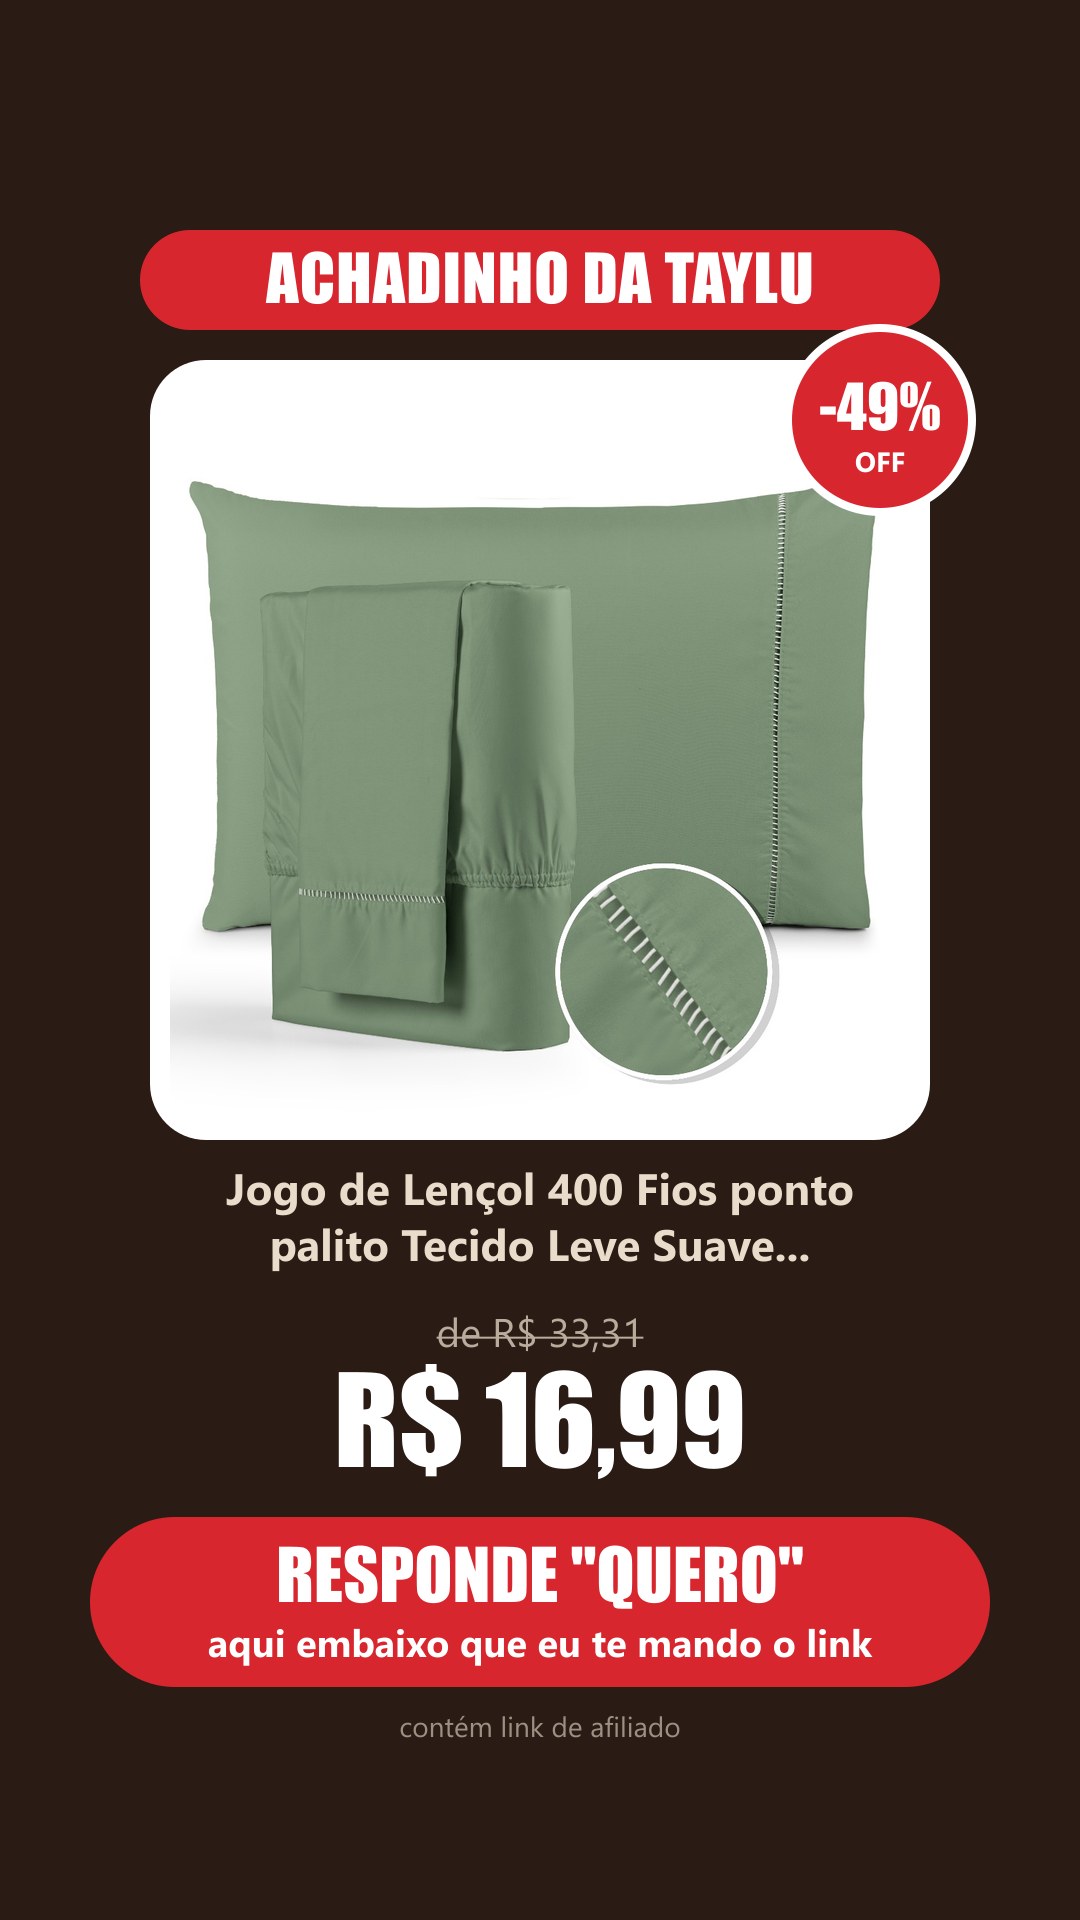 ACHADINHO DA TAYLU
-49%
OFF
Jogo de Lençol 400 Fios ponto
palito Tecido Leve Suave...
de R$ 33,31
R$ 16,99
RESPONDE "QUERO"
aqui embaixo que eu te mando o link
contém link de afiliado